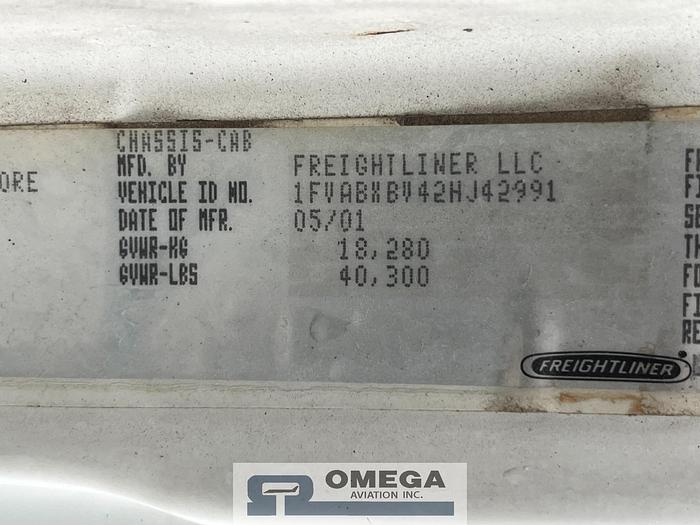 CHASSIS-CAB
MFD. BY FREIGHTLINER LLC
ORE
VEHICLE ID NO. 1FVABXBV42HJ42991
DATE OF MFR. 05/01
GVWR-KG 18,280
GVWR-LBS 40,300
FREIGHTLINER
OMEGA
AVIATION INC.